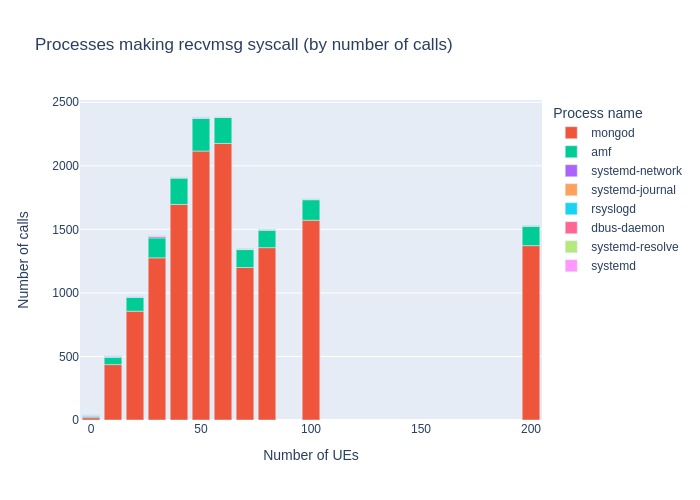 Processes making recvmsg syscall (by number of calls)
Number of calls
2500
2000
1500
1000
500
0
0 50 100 150 200
Number of UEs
Process name
mongod
amf
systemd-network
systemd-journal
rsyslogd
dbus-daemon
systemd-resolve
systemd